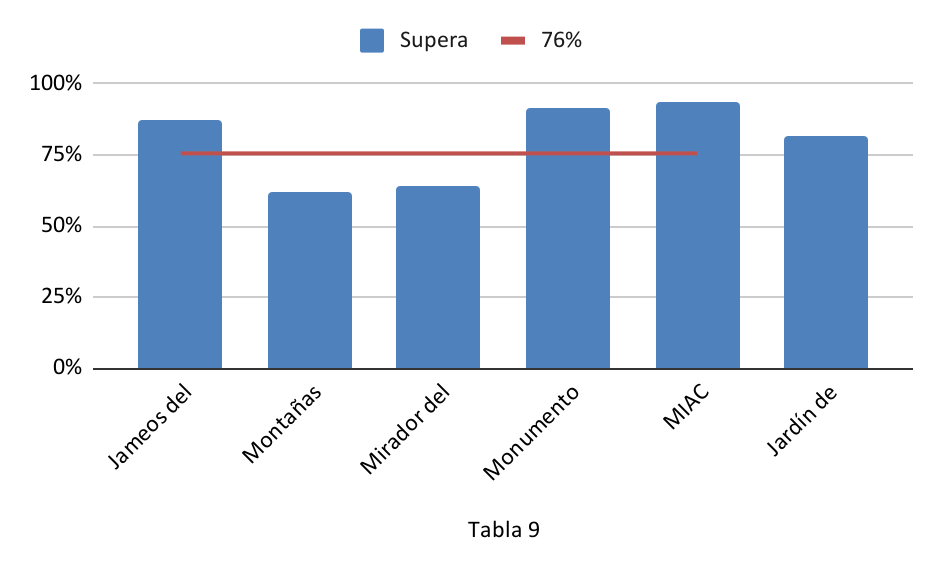 Supera 76%
100%
75%
50%
25%
0%
Jameos del
Montañas
Mirador del
Monumento
MIAC
Jardín de
Tabla 9